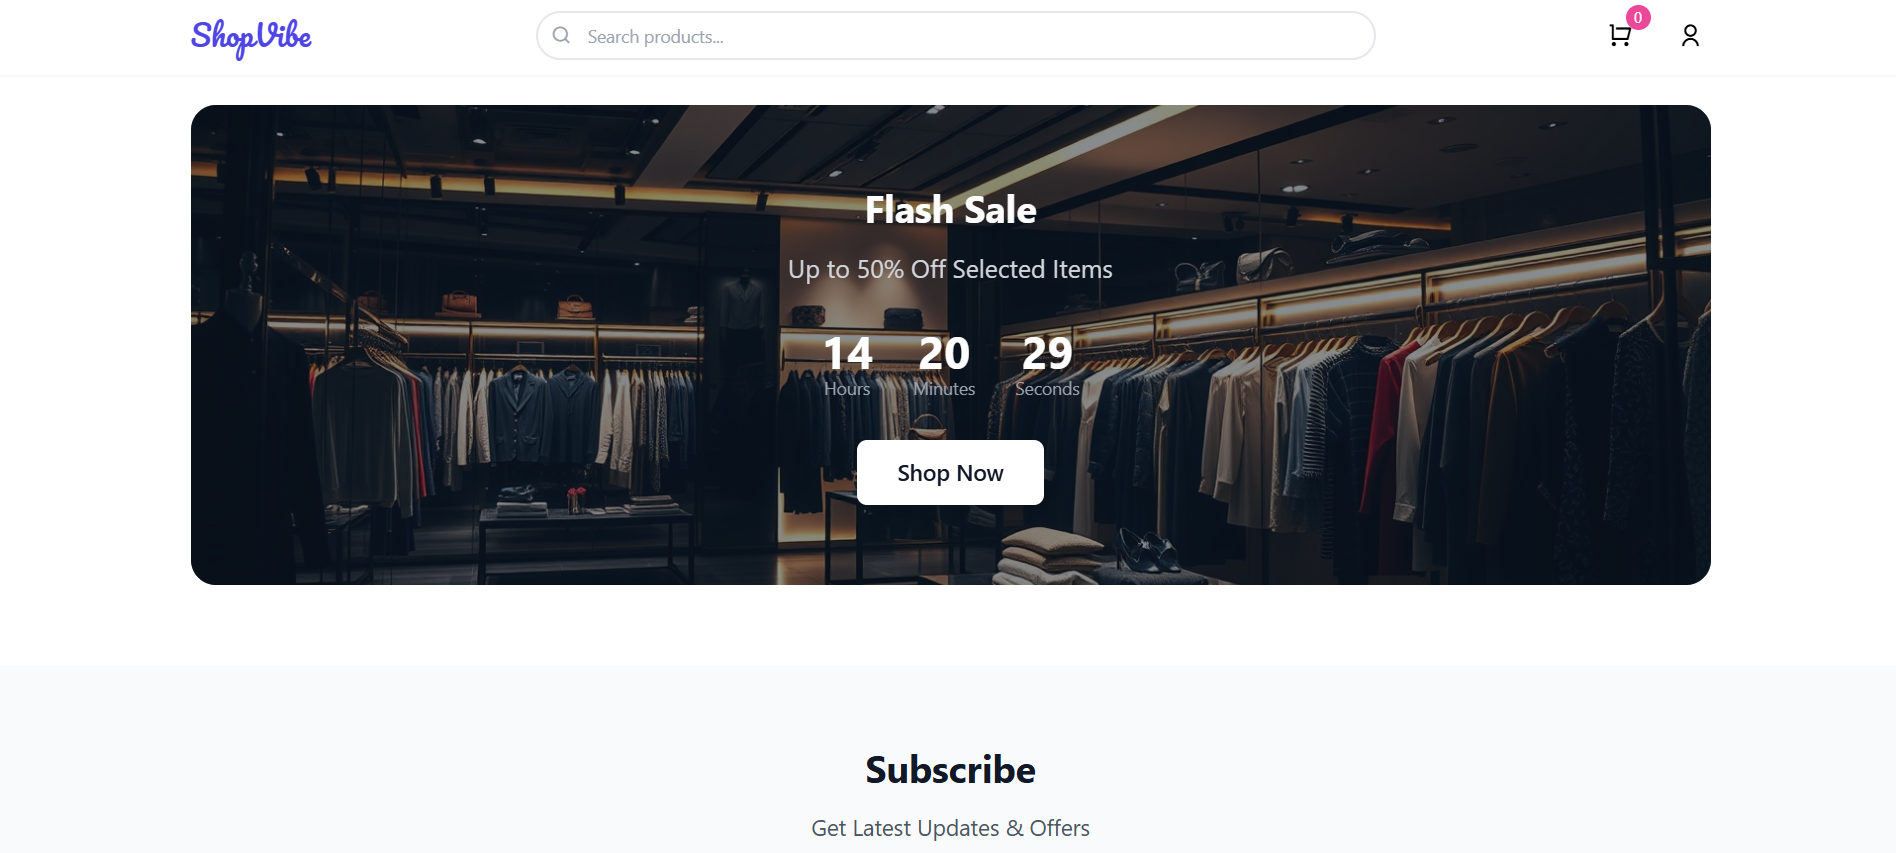 ShopVibe
Search products...
0
Flash Sale
Up to 50% Off Selected Items
14 20 29
Hours Minutes Seconds
Shop Now
Subscribe
Get Latest Updates & Offers